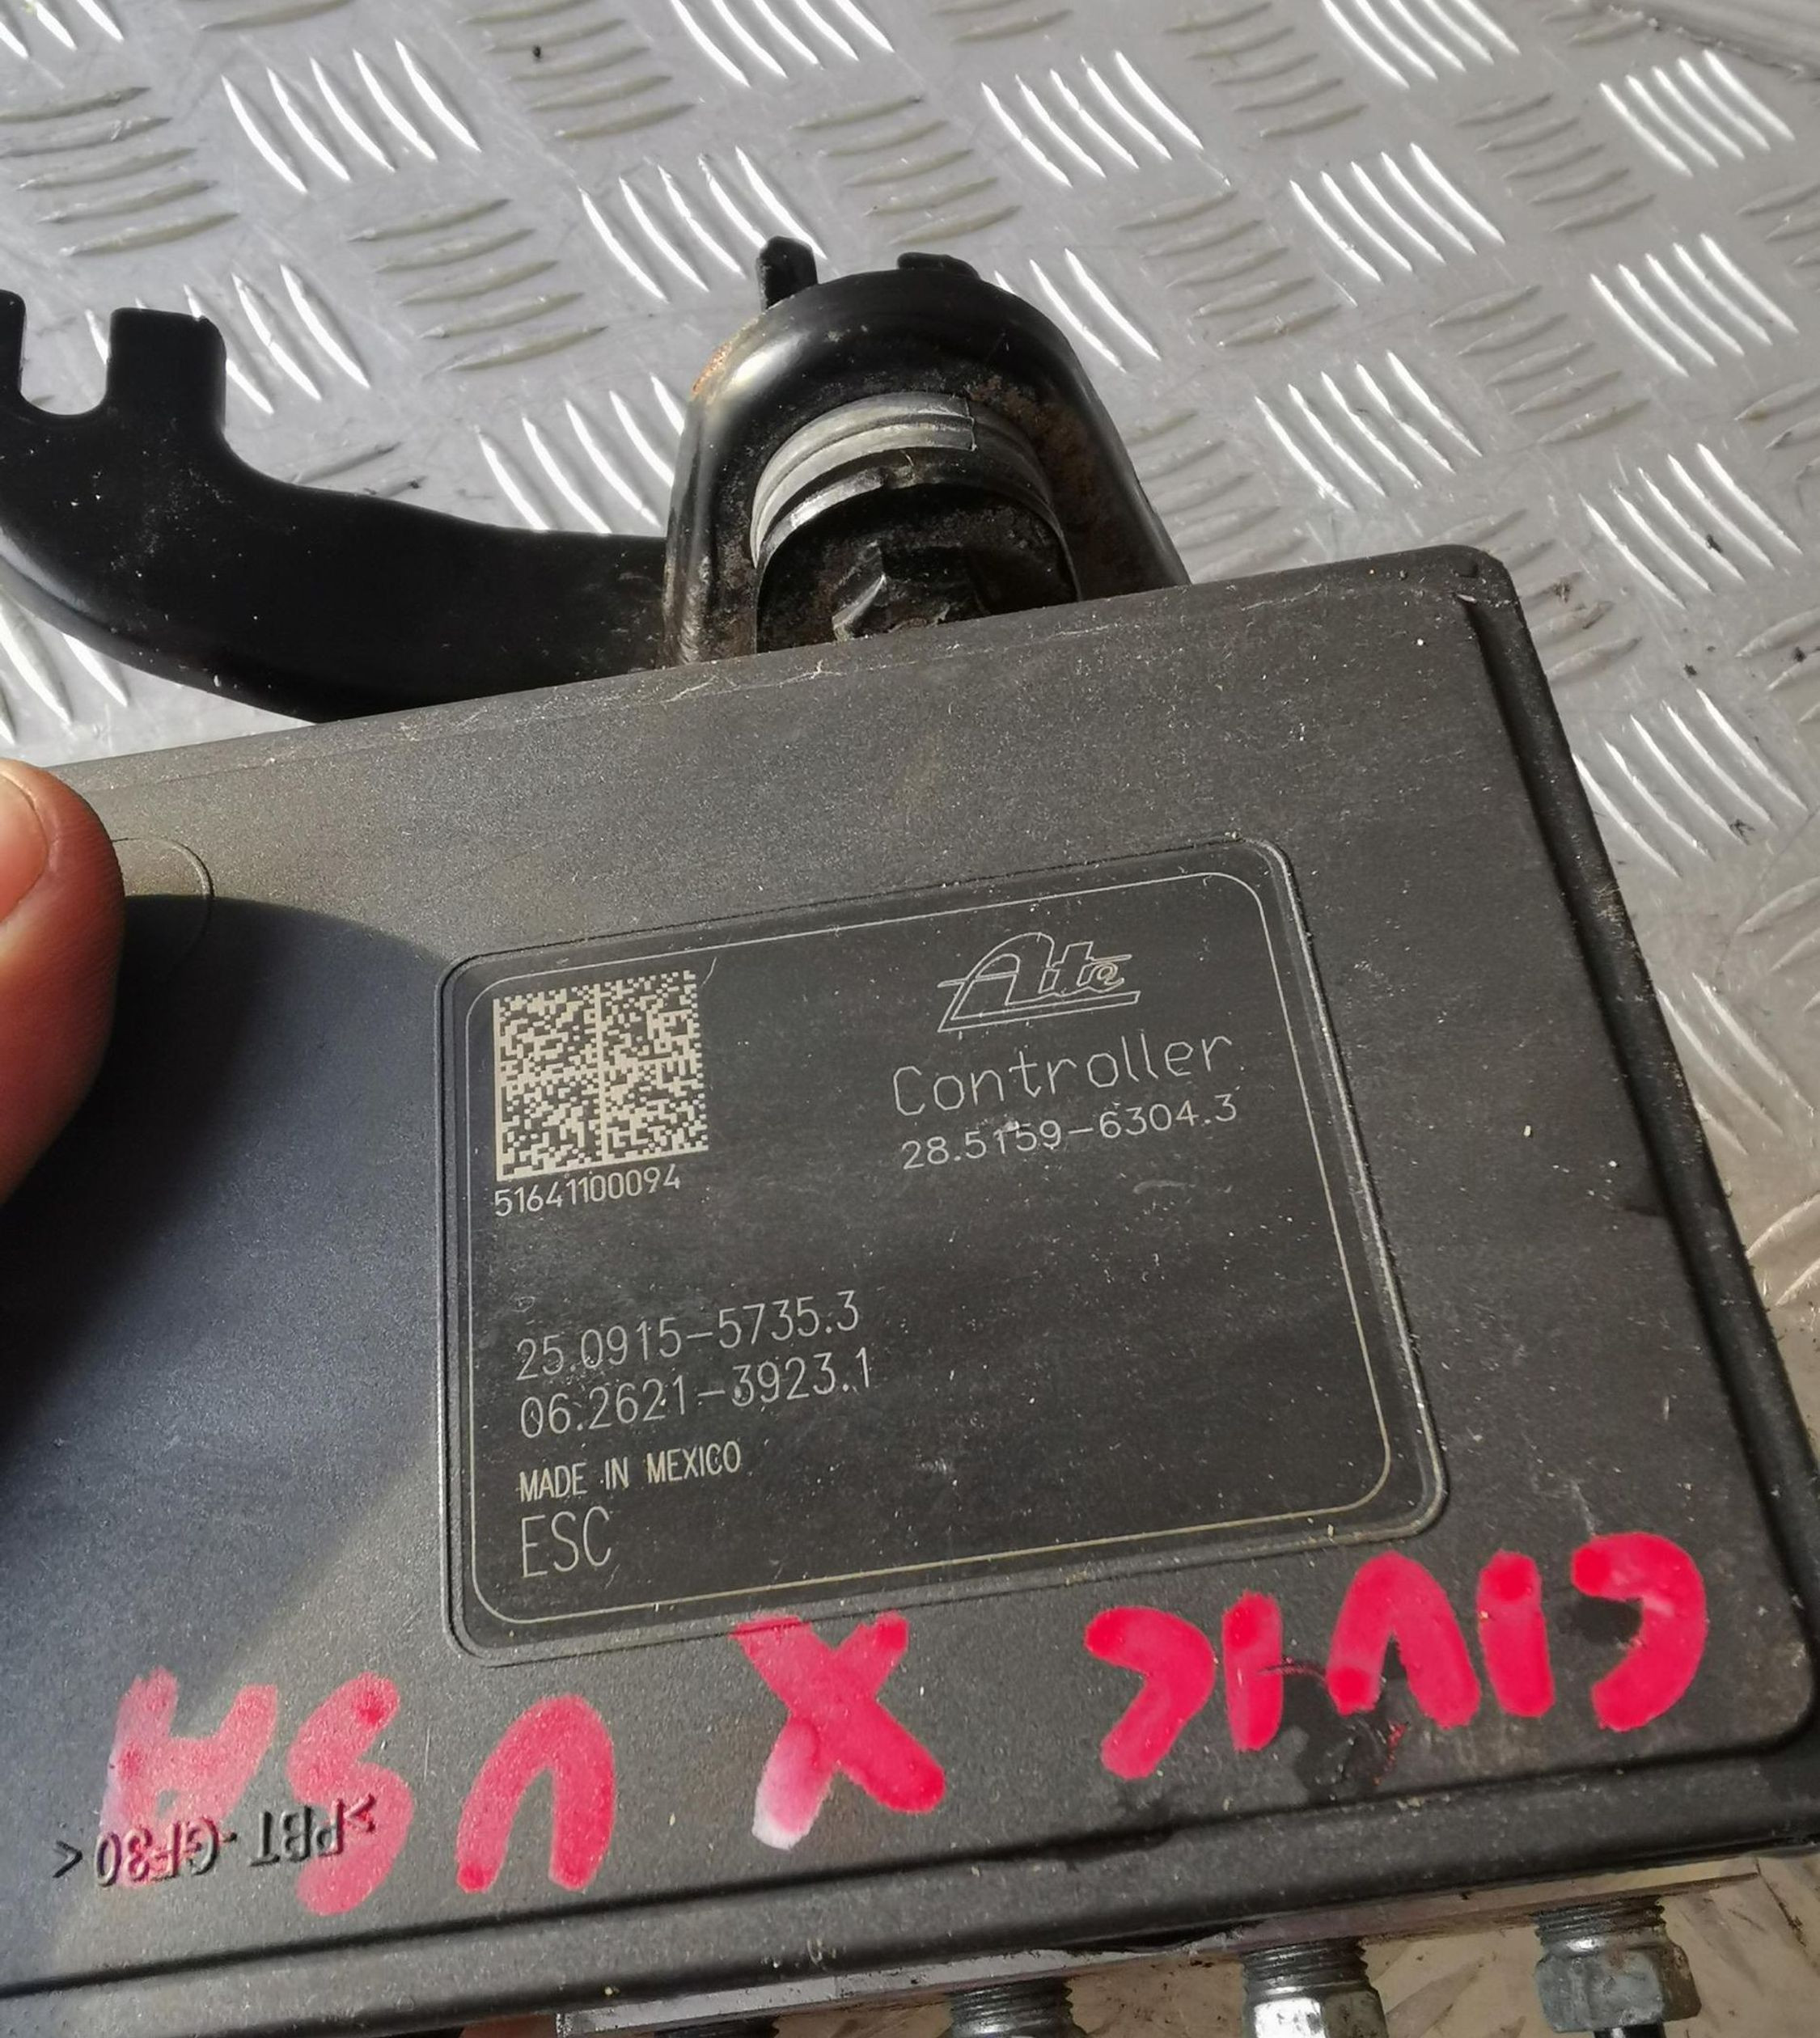 Ate
Controller
28.5159-6304.3
51641100094
25.0915-5735.3
06.2621-3923.1
MADE IN MEXICO
ESC
CIVIC X USA
>PBT-GF30<